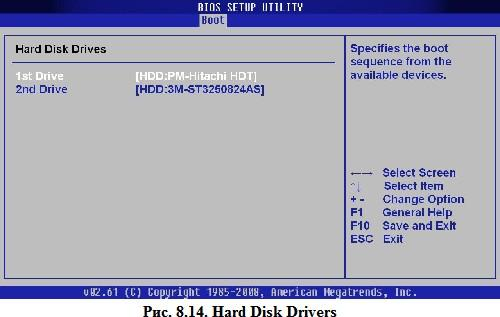 BIOS SETUP UTILITY
Boot
Hard Disk Drives
1st Drive [HDD:PM-Hitachi HDT]
2nd Drive [HDD:3M-ST3250824AS]
Specifies the boot
sequence from the
available devices.
←→ Select Screen
↑↓ Select Item
+ - Change Option
F1 General Help
F10 Save and Exit
ESC Exit
v02.61 (C) Copyright 1985-2008, American Megatrends, Inc.
Рис. 8.14. Hard Disk Drivers